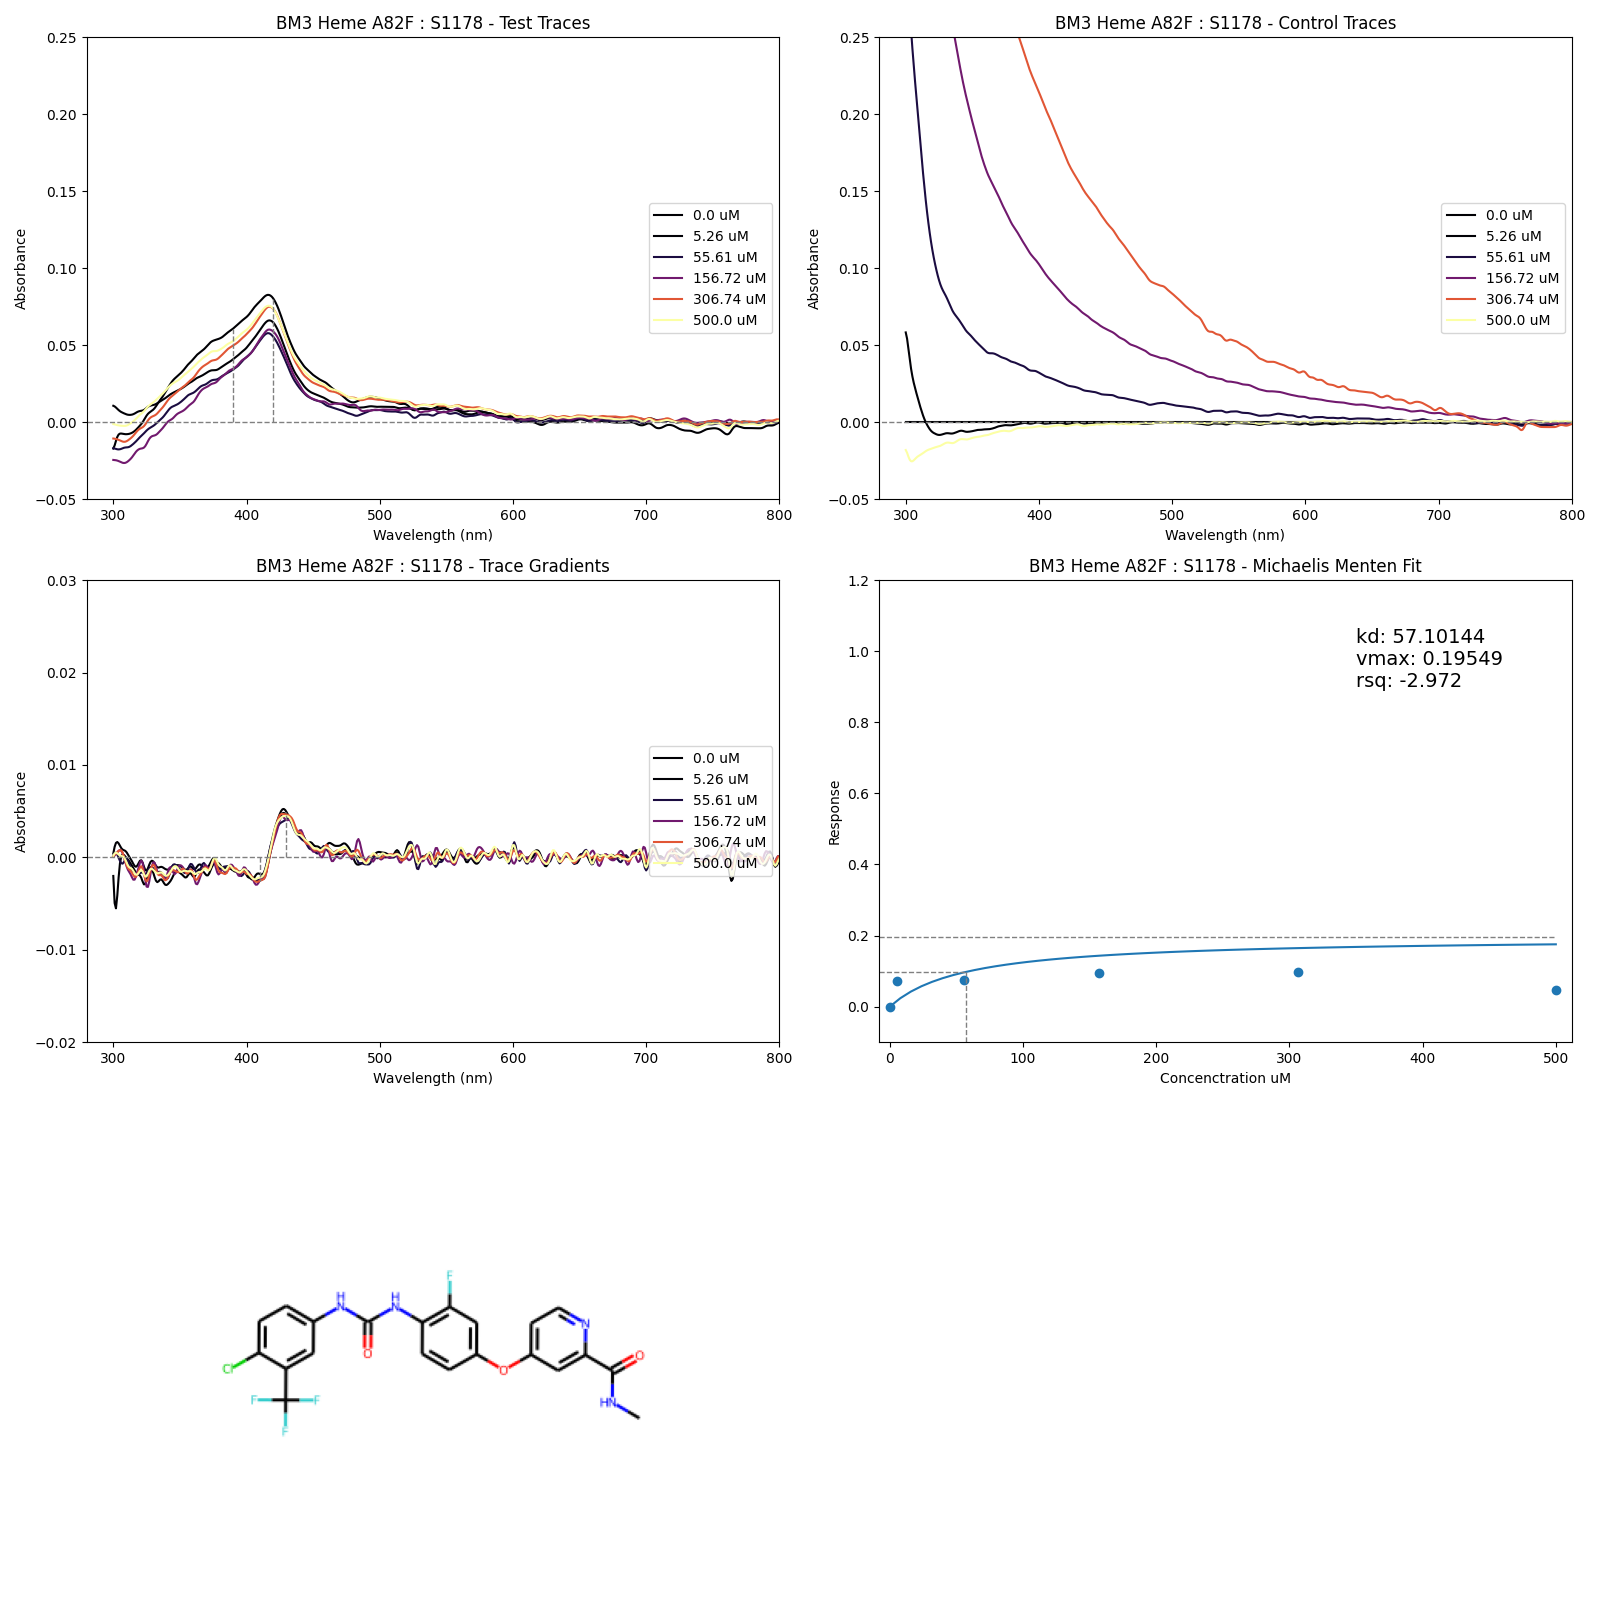 BM3 Heme A82F : S1178 - Test Traces
0.25
0.20
0.15
0.10
0.05
0.00
−0.05
Absorbance
300 400 500 600 700 800
Wavelength (nm)
0.0 uM
5.26 uM
55.61 uM
156.72 uM
306.74 uM
500.0 uM
BM3 Heme A82F : S1178 - Control Traces
0.25
0.20
0.15
0.10
0.05
0.00
−0.05
Absorbance
300 400 500 600 700 800
Wavelength (nm)
0.0 uM
5.26 uM
55.61 uM
156.72 uM
306.74 uM
500.0 uM
BM3 Heme A82F : S1178 - Trace Gradients
0.03
0.02
0.01
0.00
−0.01
−0.02
Absorbance
300 400 500 600 700 800
Wavelength (nm)
0.0 uM
5.26 uM
55.61 uM
156.72 uM
306.74 uM
500.0 uM
BM3 Heme A82F : S1178 - Michaelis Menten Fit
1.2
1.0
0.8
0.6
0.4
0.2
0.0
Response
kd: 57.10144
vmax: 0.19549
rsq: -2.972
0 100 200 300 400 500
Concenctration uM
F
H
N
H
N
N
O
O
O
Cl
F
F
F
HN